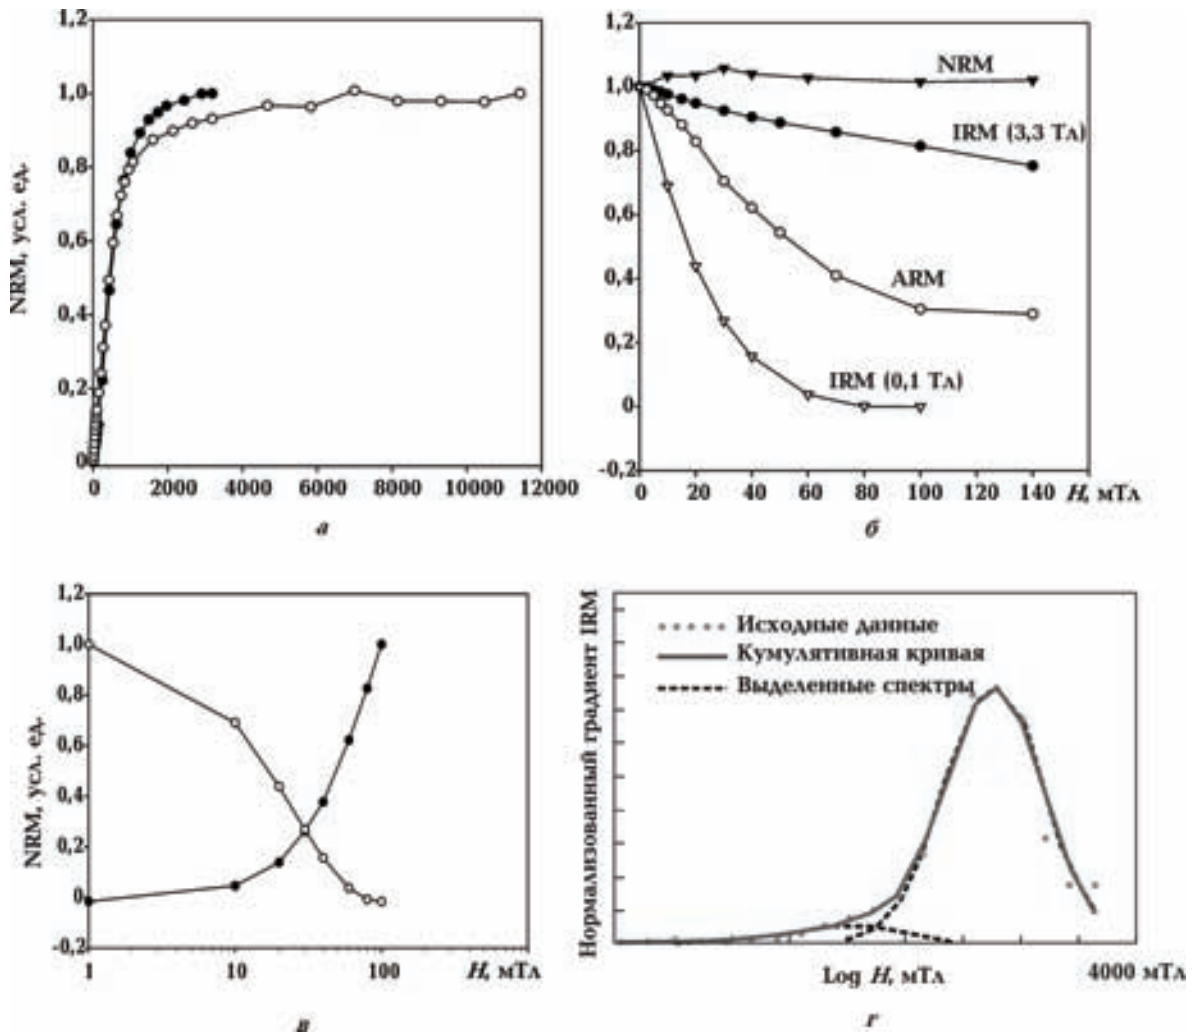 1,2
1,0
0,8
0,6
0,4
0,2
0
NRM, усл. ед.
0 2000 4000 6000 8000 10000 12000
а
1,2
1,0
0,8
0,6
0,4
0,2
0
-0,2
NRM
IRM (3,3 Тл)
ARM
IRM (0,1 Тл)
0 20 40 60 80 100 120 140 H, мТл
б
1,2
1,0
0,8
0,6
0,4
0,2
0
-0,2
NRM, усл. ед.
1 10 100 H, мТл
в
Нормализованный градиент IRM
Исходные данные
Кумулятивная кривая
Выделенные спектры
Log H, мТл 4000 мТл
г